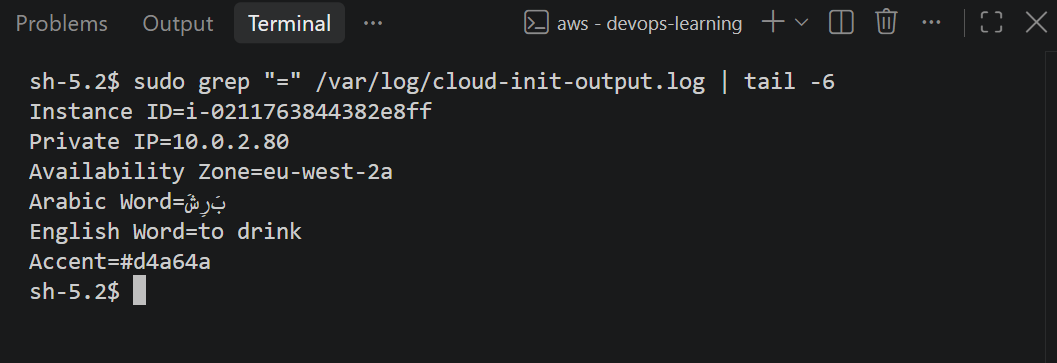 Problems Output Terminal ··· aws - devops-learning
sh-5.2$ sudo grep "=" /var/log/cloud-init-output.log | tail -6
Instance ID=i-0211763844382e8ff
Private IP=10.0.2.80
Availability Zone=eu-west-2a
Arabic Word=بَرِشَ
English Word=to drink
Accent=#d4a64a
sh-5.2$